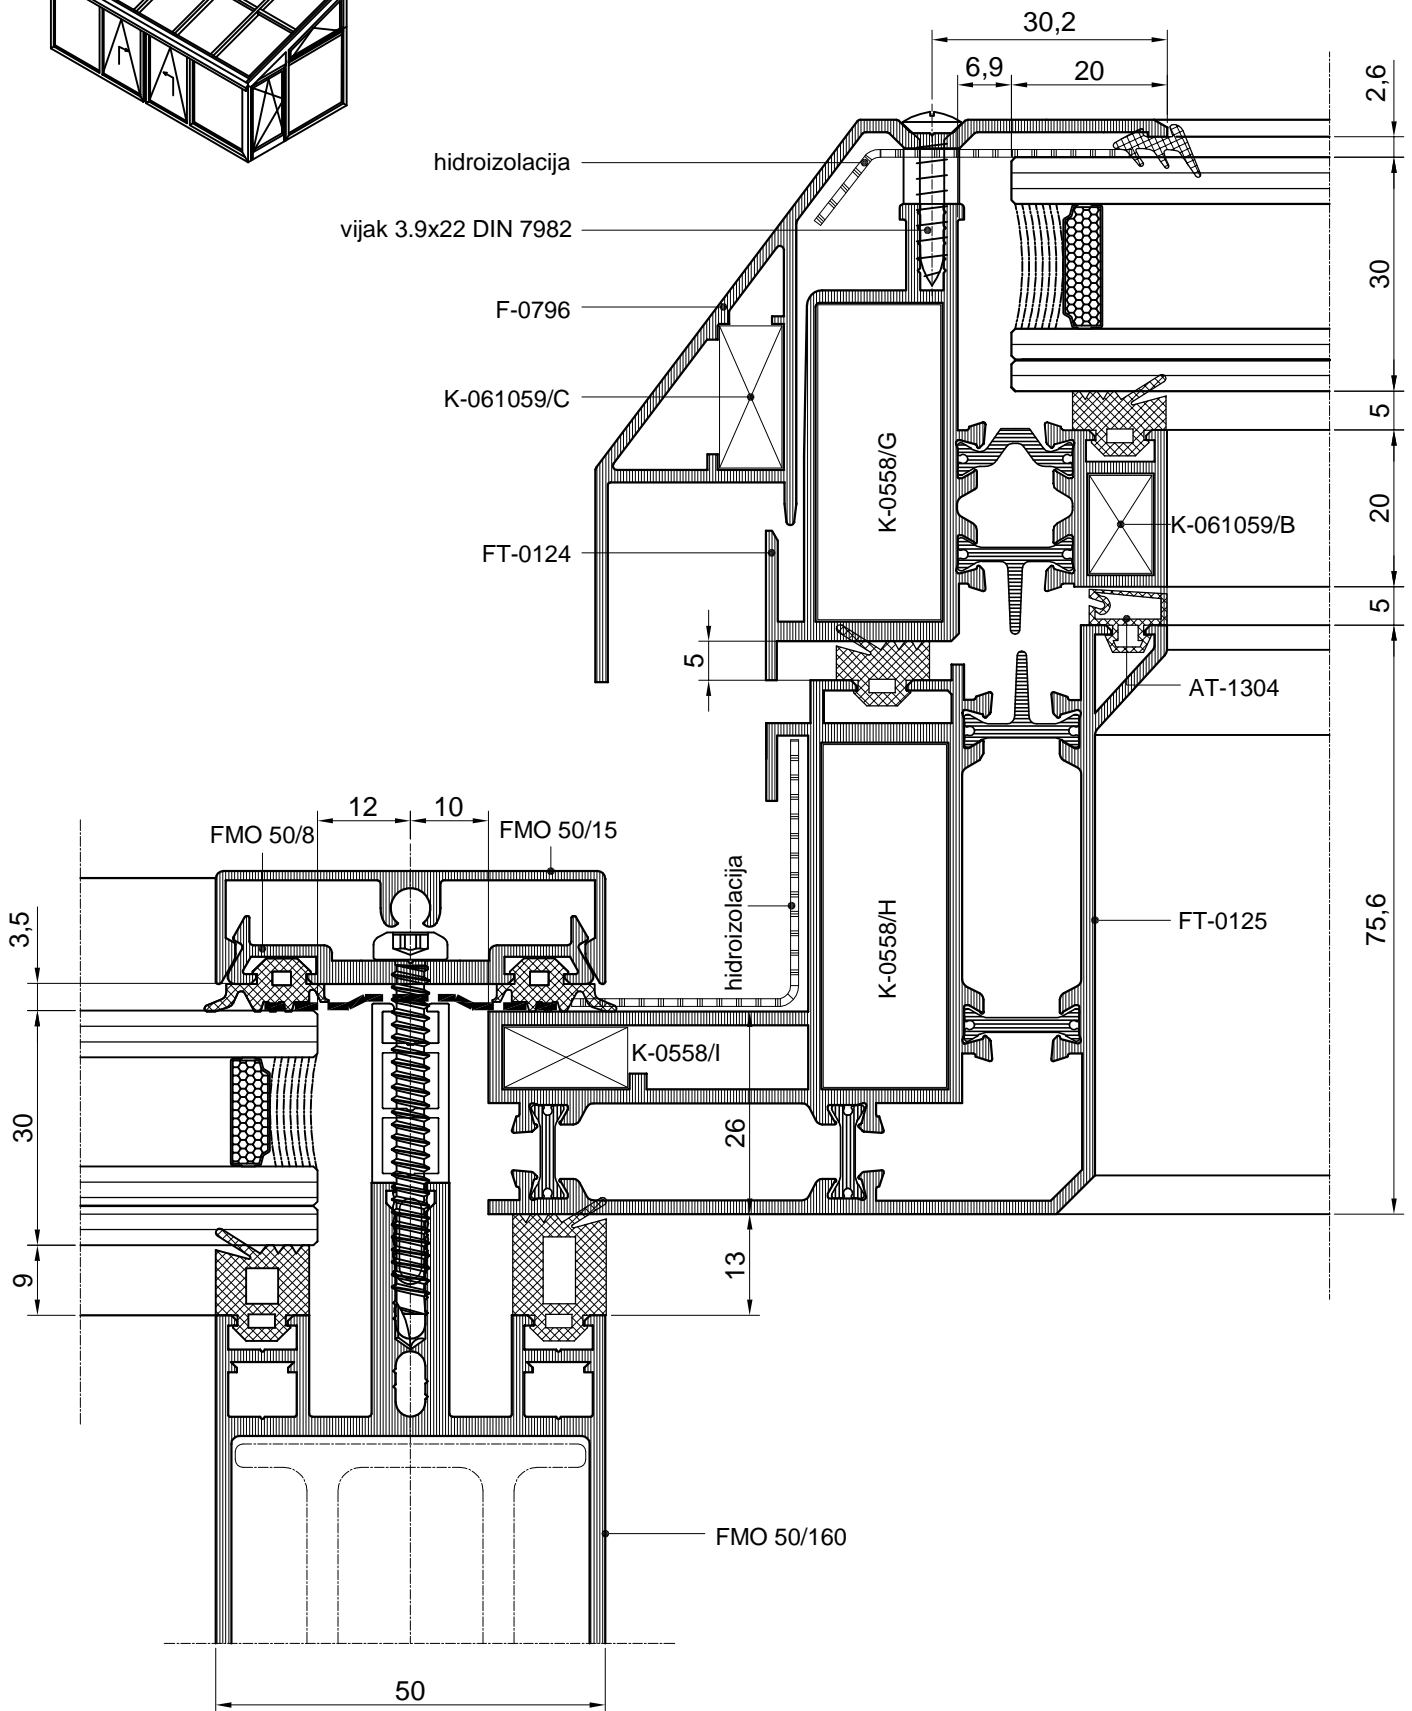 30,2
6,9
20
2,6
hidroizolacija
vijak 3.9x22 DIN 7982
F-0796
30
K-061059/C
5
K-0558/G
20
K-061059/B
FT-0124
5
5
AT-1304
12
10
FMO 50/8
FMO 50/15
3,5
hidroizolacija
K-0558/H
FT-0125
75,6
K-0558/I
30
26
13
9
FMO 50/160
50